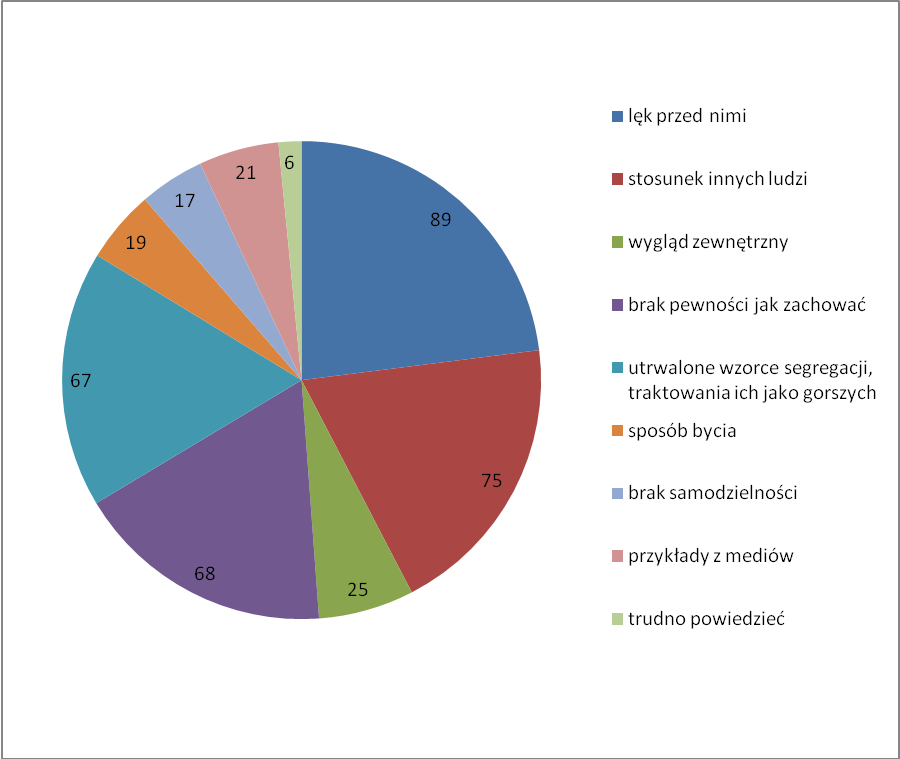 6
21
17
89
19
67
75
68
25
lęk przed nimi
stosunek innych ludzi
wygląd zewnętrzny
brak pewności jak zachować
utrwalone wzorce segregacji,
traktowania ich jako gorszych
sposób bycia
brak samodzielności
przykłady z mediów
trudno powiedzieć